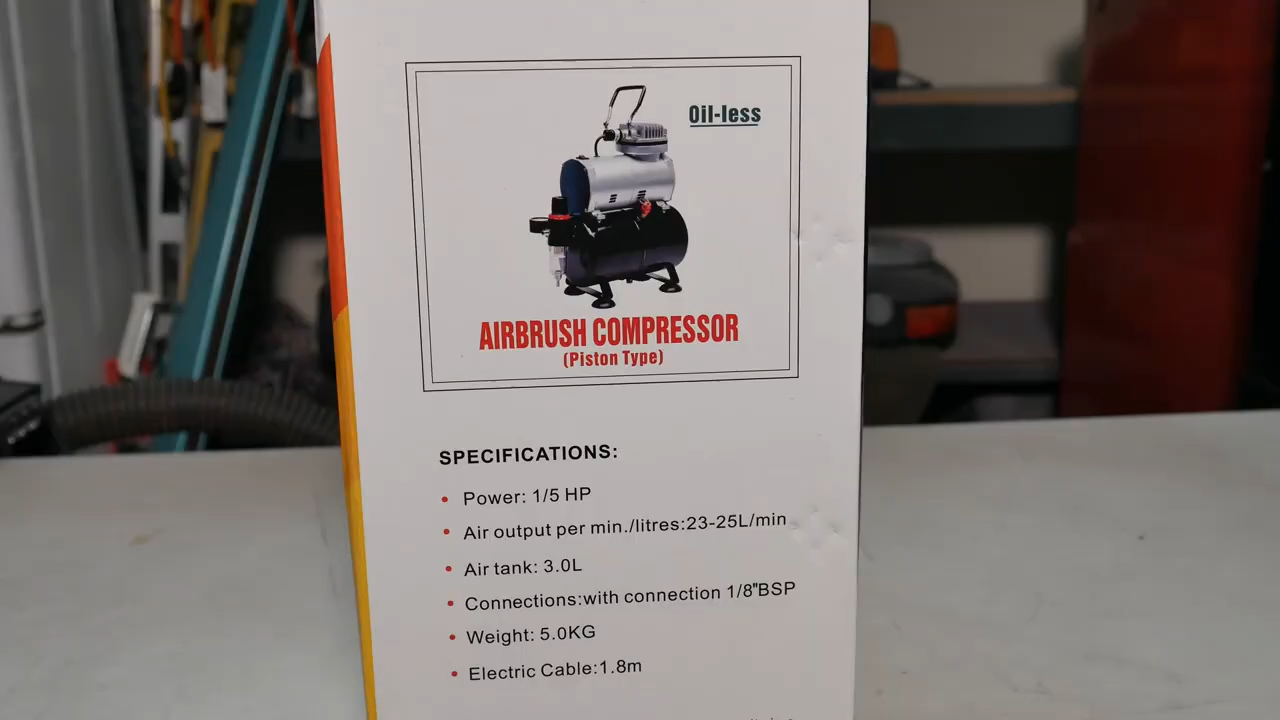 Oil-less
AIRBRUSH COMPRESSOR
(Piston Type)
SPECIFICATIONS:
• Power: 1/5 HP
• Air output per min./litres:23-25L/min
• Air tank: 3.0L
• Connections:with connection 1/8"BSP
• Weight: 5.0KG
• Electric Cable:1.8m